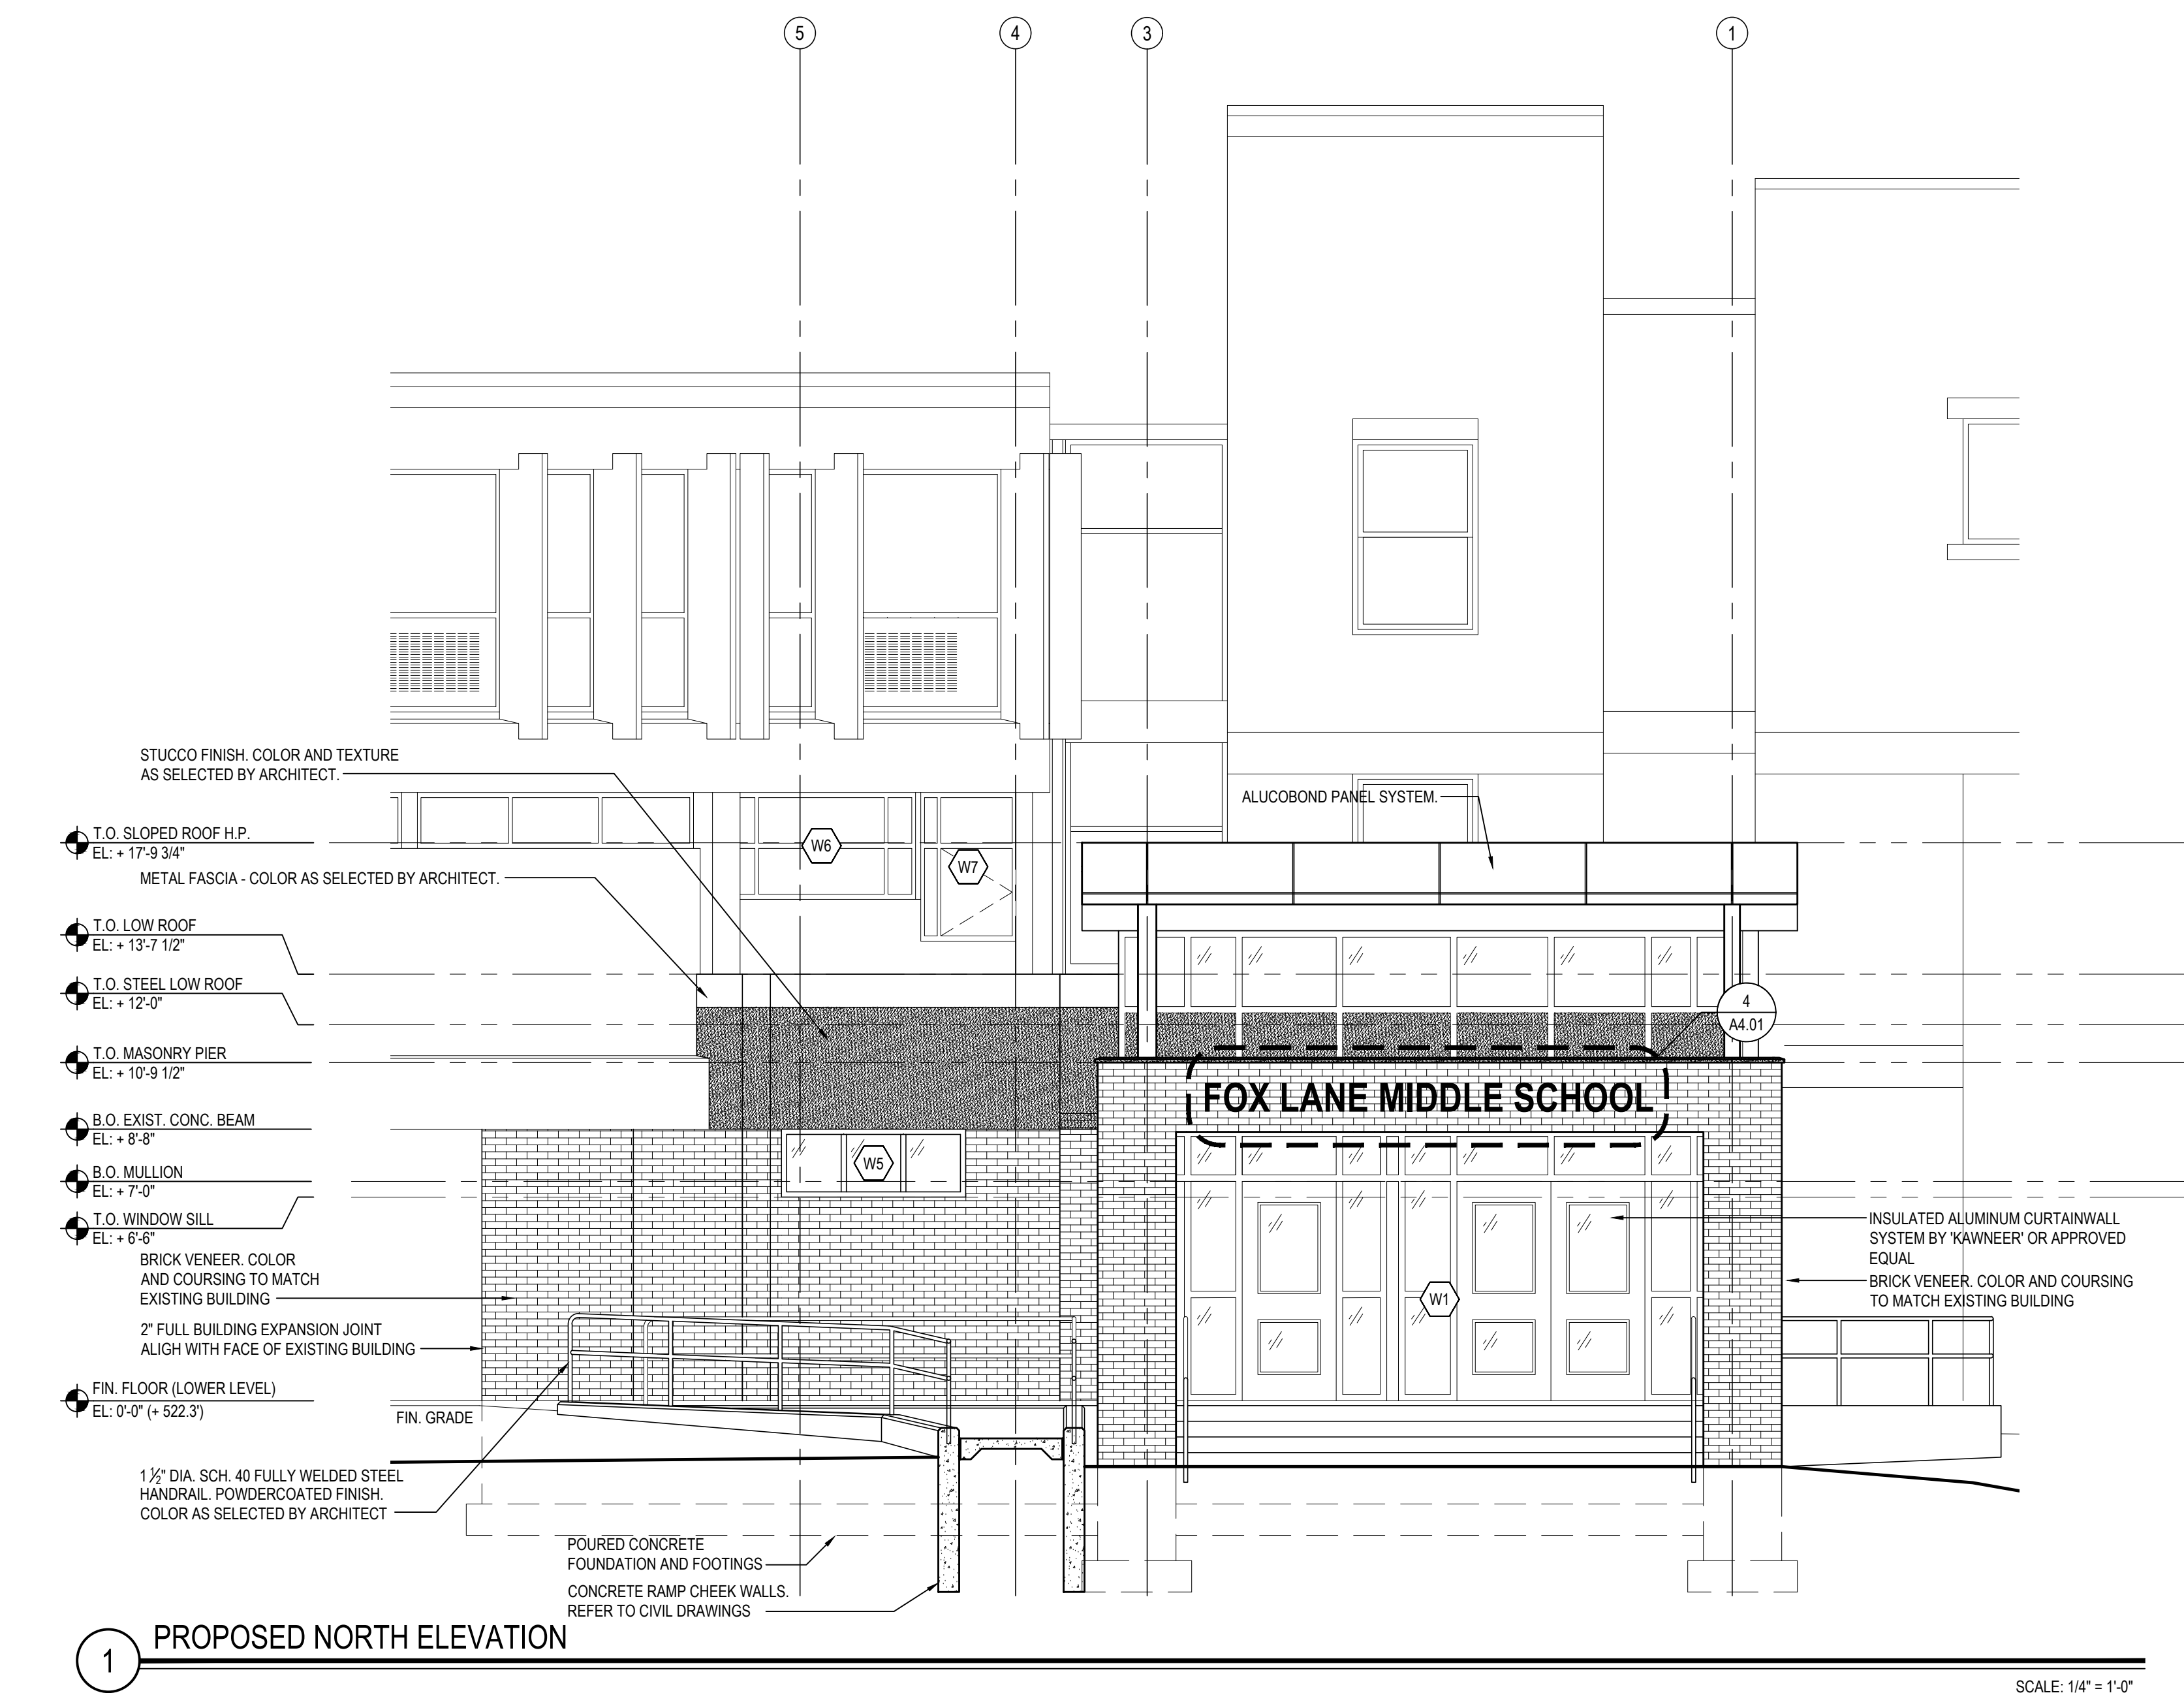 5
4
3
1
STUCCO FINISH. COLOR AND TEXTURE
AS SELECTED BY ARCHITECT.
ALUCOBOND PANEL SYSTEM.
T.O. SLOPED ROOF H.P.
EL: + 17'-9 3/4"
W6
W7
METAL FASCIA - COLOR AS SELECTED BY ARCHITECT.
T.O. LOW ROOF
EL: + 13'-7 1/2"
T.O. STEEL LOW ROOF
EL: + 12'-0"
4
A4.01
T.O. MASONRY PIER
EL: + 10'-9 1/2"
FOX LANE MIDDLE SCHOOL
B.O. EXIST. CONC. BEAM
EL: + 8'-8"
W5
B.O. MULLION
EL: + 7'-0"
T.O. WINDOW SILL
EL: + 6'-6"
INSULATED ALUMINUM CURTAINWALL
SYSTEM BY 'KAWNEER' OR APPROVED
EQUAL
BRICK VENEER. COLOR
AND COURSING TO MATCH
EXISTING BUILDING
W1
BRICK VENEER. COLOR AND COURSING
TO MATCH EXISTING BUILDING
2" FULL BUILDING EXPANSION JOINT
ALIGH WITH FACE OF EXISTING BUILDING
FIN. FLOOR (LOWER LEVEL)
EL: 0'-0" (+ 522.3')
FIN. GRADE
1 ½" DIA. SCH. 40 FULLY WELDED STEEL
HANDRAIL. POWDERCOATED FINISH.
COLOR AS SELECTED BY ARCHITECT
POURED CONCRETE
FOUNDATION AND FOOTINGS
CONCRETE RAMP CHEEK WALLS.
REFER TO CIVIL DRAWINGS
1
PROPOSED NORTH ELEVATION
SCALE: 1/4" = 1'-0"